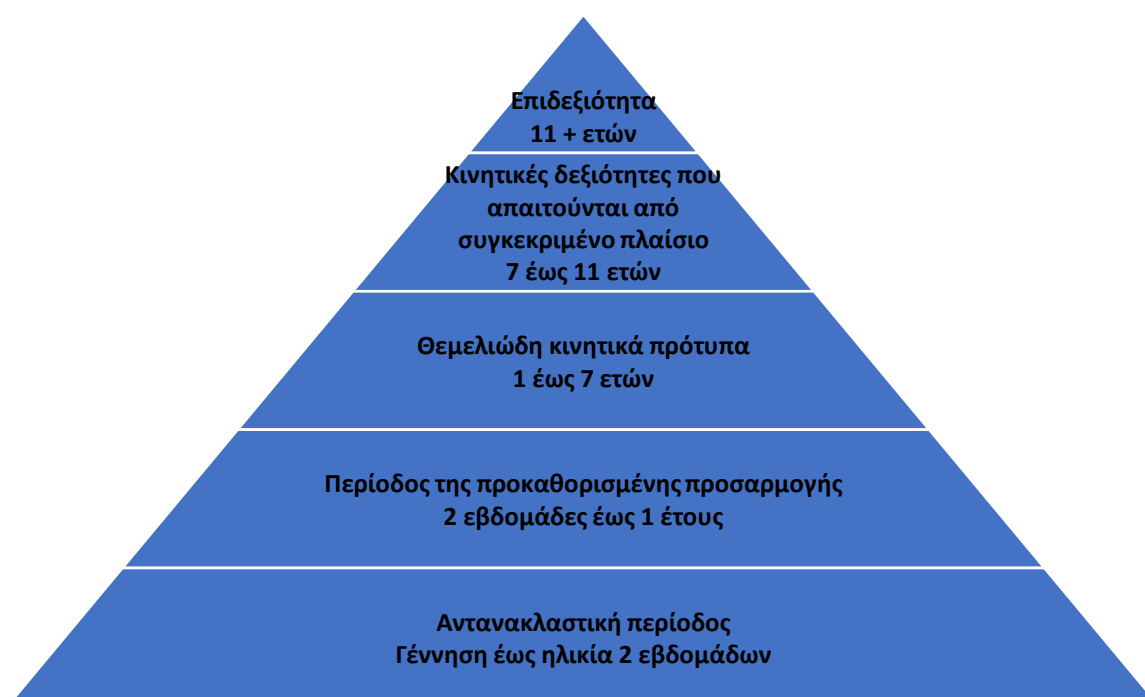 Επιδεξιότητα
11 + ετών
Κινητικές δεξιότητες που
απαιτούνται από
συγκεκριμένο πλαίσιο
7 έως 11 ετών
Θεμελιώδη κινητικά πρότυπα
1 έως 7 ετών
Περίοδος της προκαθορισμένης προσαρμογής
2 εβδομάδες έως 1 έτους
Αντανακλαστική περίοδος
Γέννηση έως ηλικία 2 εβδομάδων